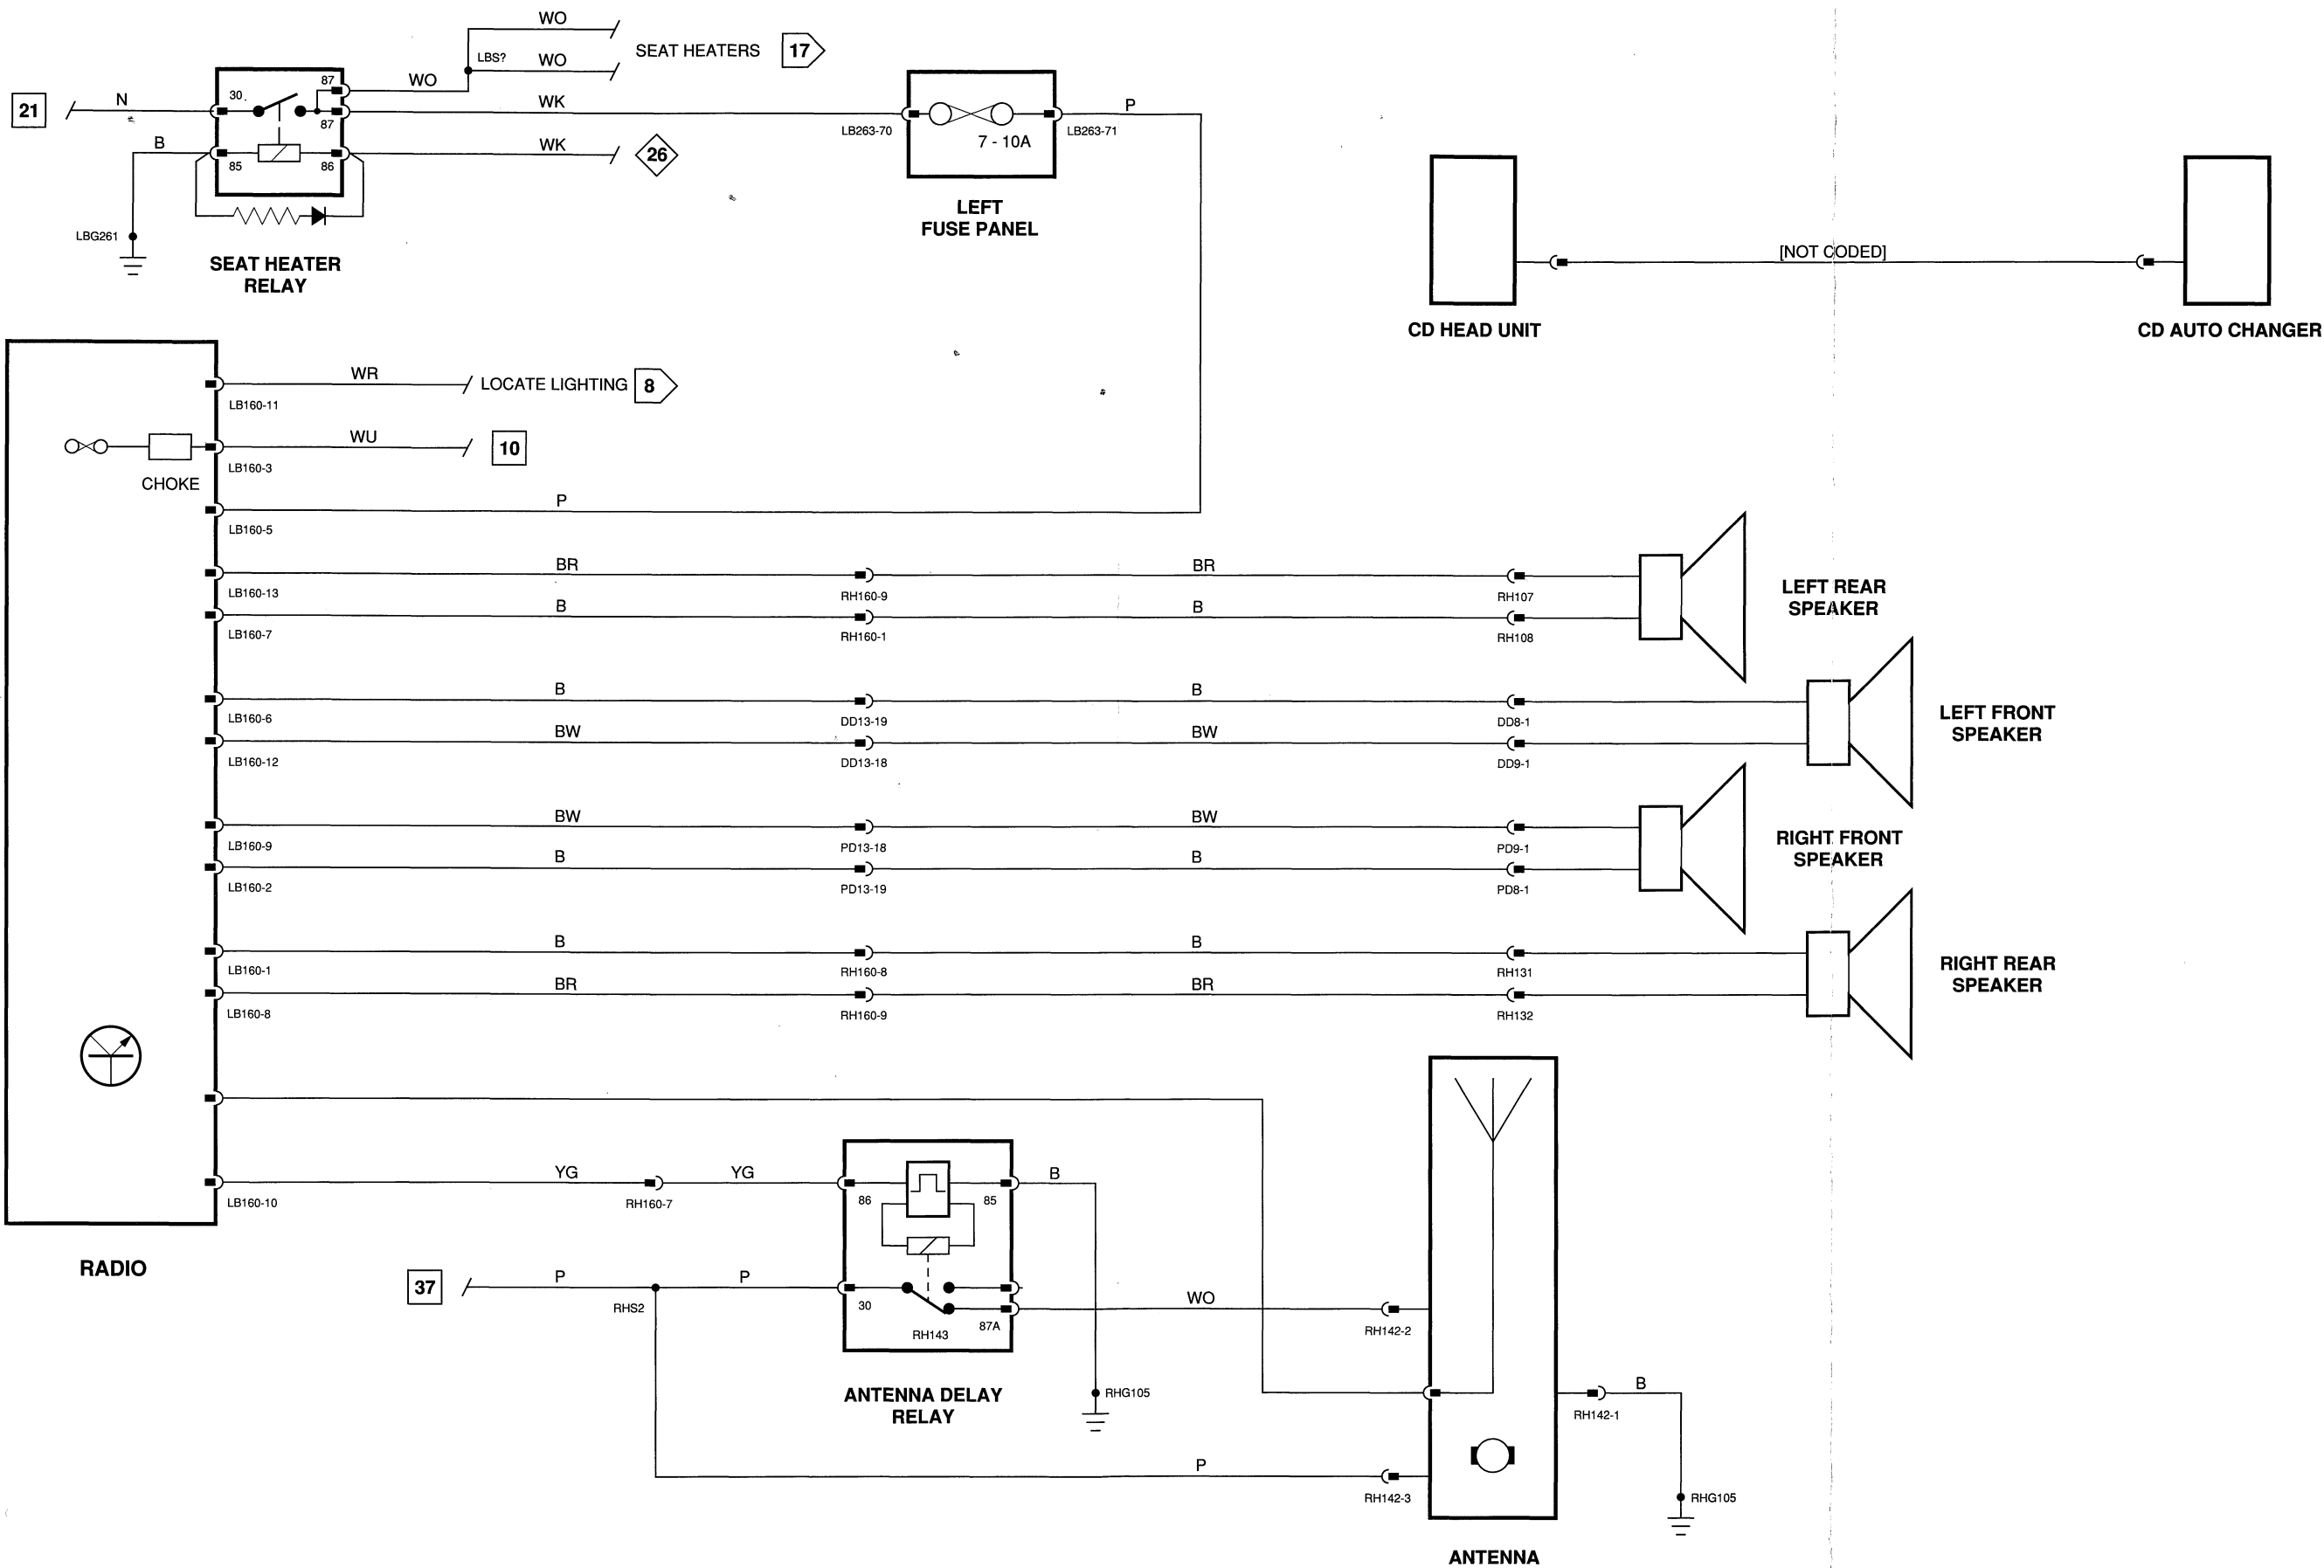 WO
LBS?
WO
SEAT HEATERS
17
21
N
30
87
WO
87
WK
LB263-70
7 - 10A
P
LB263-71
B
85
86
WK
26
LBG261
SEAT HEATER
RELAY
LEFT
FUSE PANEL
[NOT CODED]
CD HEAD UNIT
CD AUTO CHANGER
WR
LOCATE LIGHTING
8
LB160-11
WU
10
LB160-3
CHOKE
P
LB160-5
BR
BR
LB160-13
RH160-9
RH107
LEFT REAR
SPEAKER
B
B
LB160-7
RH160-1
RH108
B
B
LB160-6
DD13-19
DD8-1
LEFT FRONT
SPEAKER
BW
BW
LB160-12
DD13-18
DD9-1
BW
BW
LB160-9
PD13-18
PD9-1
RIGHT FRONT
SPEAKER
B
B
LB160-2
PD13-19
PD8-1
B
B
LB160-1
RH160-8
RH131
RIGHT REAR
SPEAKER
BR
BR
LB160-8
RH160-9
RH132
YG
YG
B
LB160-10
RH160-7
86
85
RADIO
37
P
P
RHS2
30
RH143
87A
WO
RH142-2
ANTENNA DELAY
RELAY
RHG105
B
RH142-1
P
RH142-3
RHG105
ANTENNA